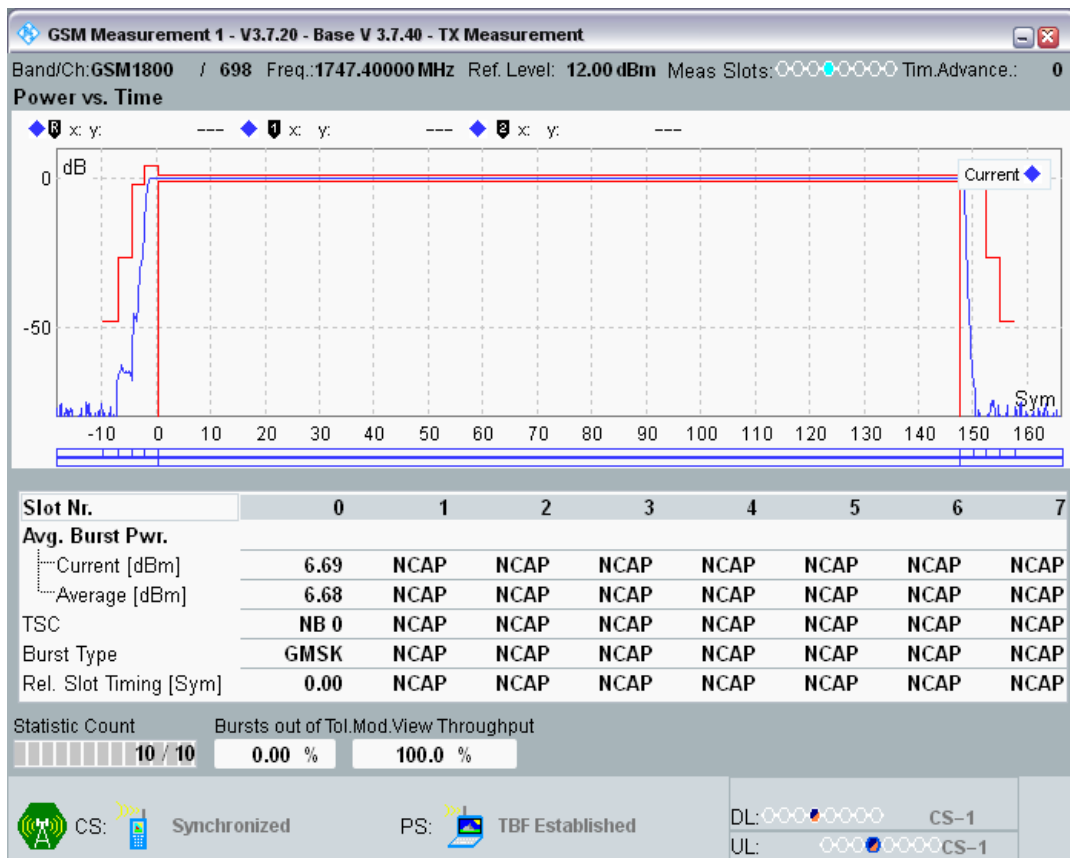 GSM Measurement 1 - V3.7.20 - Base V 3.7.40 - TX Measurement
Band/Ch:GSM1800 / 698 Freq.:1747.40000 MHz Ref. Level: 12.00 dBm Meas Slots: Tim.Advance.: 0
Power vs. Time
R x: y: --- 1 x: y: --- 2 x: y: ---
dB
Current
0
-50
Sym
-10 0 10 20 30 40 50 60 70 80 90 100 110 120 130 140 150 160
Slot Nr. 0 1 2 3 4 5 6 7
Avg. Burst Pwr.
Current [dBm] 6.69 NCAP NCAP NCAP NCAP NCAP NCAP NCAP
Average [dBm] 6.68 NCAP NCAP NCAP NCAP NCAP NCAP NCAP
TSC NB 0 NCAP NCAP NCAP NCAP NCAP NCAP NCAP
Burst Type GMSK NCAP NCAP NCAP NCAP NCAP NCAP NCAP
Rel. Slot Timing [Sym] 0.00 NCAP NCAP NCAP NCAP NCAP NCAP NCAP
Statistic Count Bursts out of Tol.Mod.View Throughput
10 / 10 0.00 % 100.0 %
CS: Synchronized PS: TBF Established
DL: CS-1
UL: CS-1